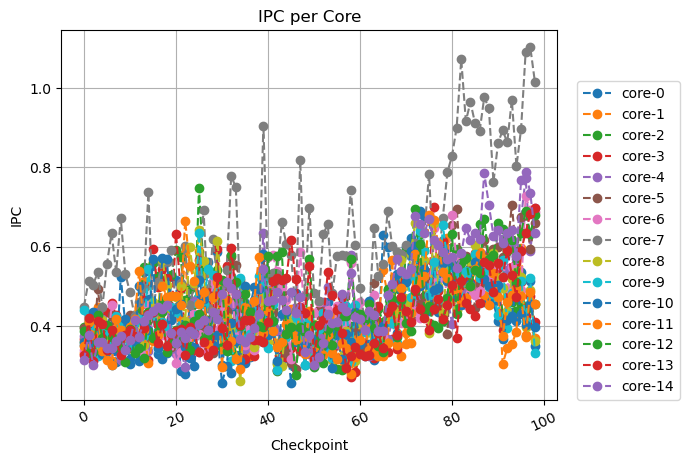 IPC per Core
IPC
1.0
0.8
0.6
0.4
0
20
40
60
80
100
Checkpoint
core-0
core-1
core-2
core-3
core-4
core-5
core-6
core-7
core-8
core-9
core-10
core-11
core-12
core-13
core-14